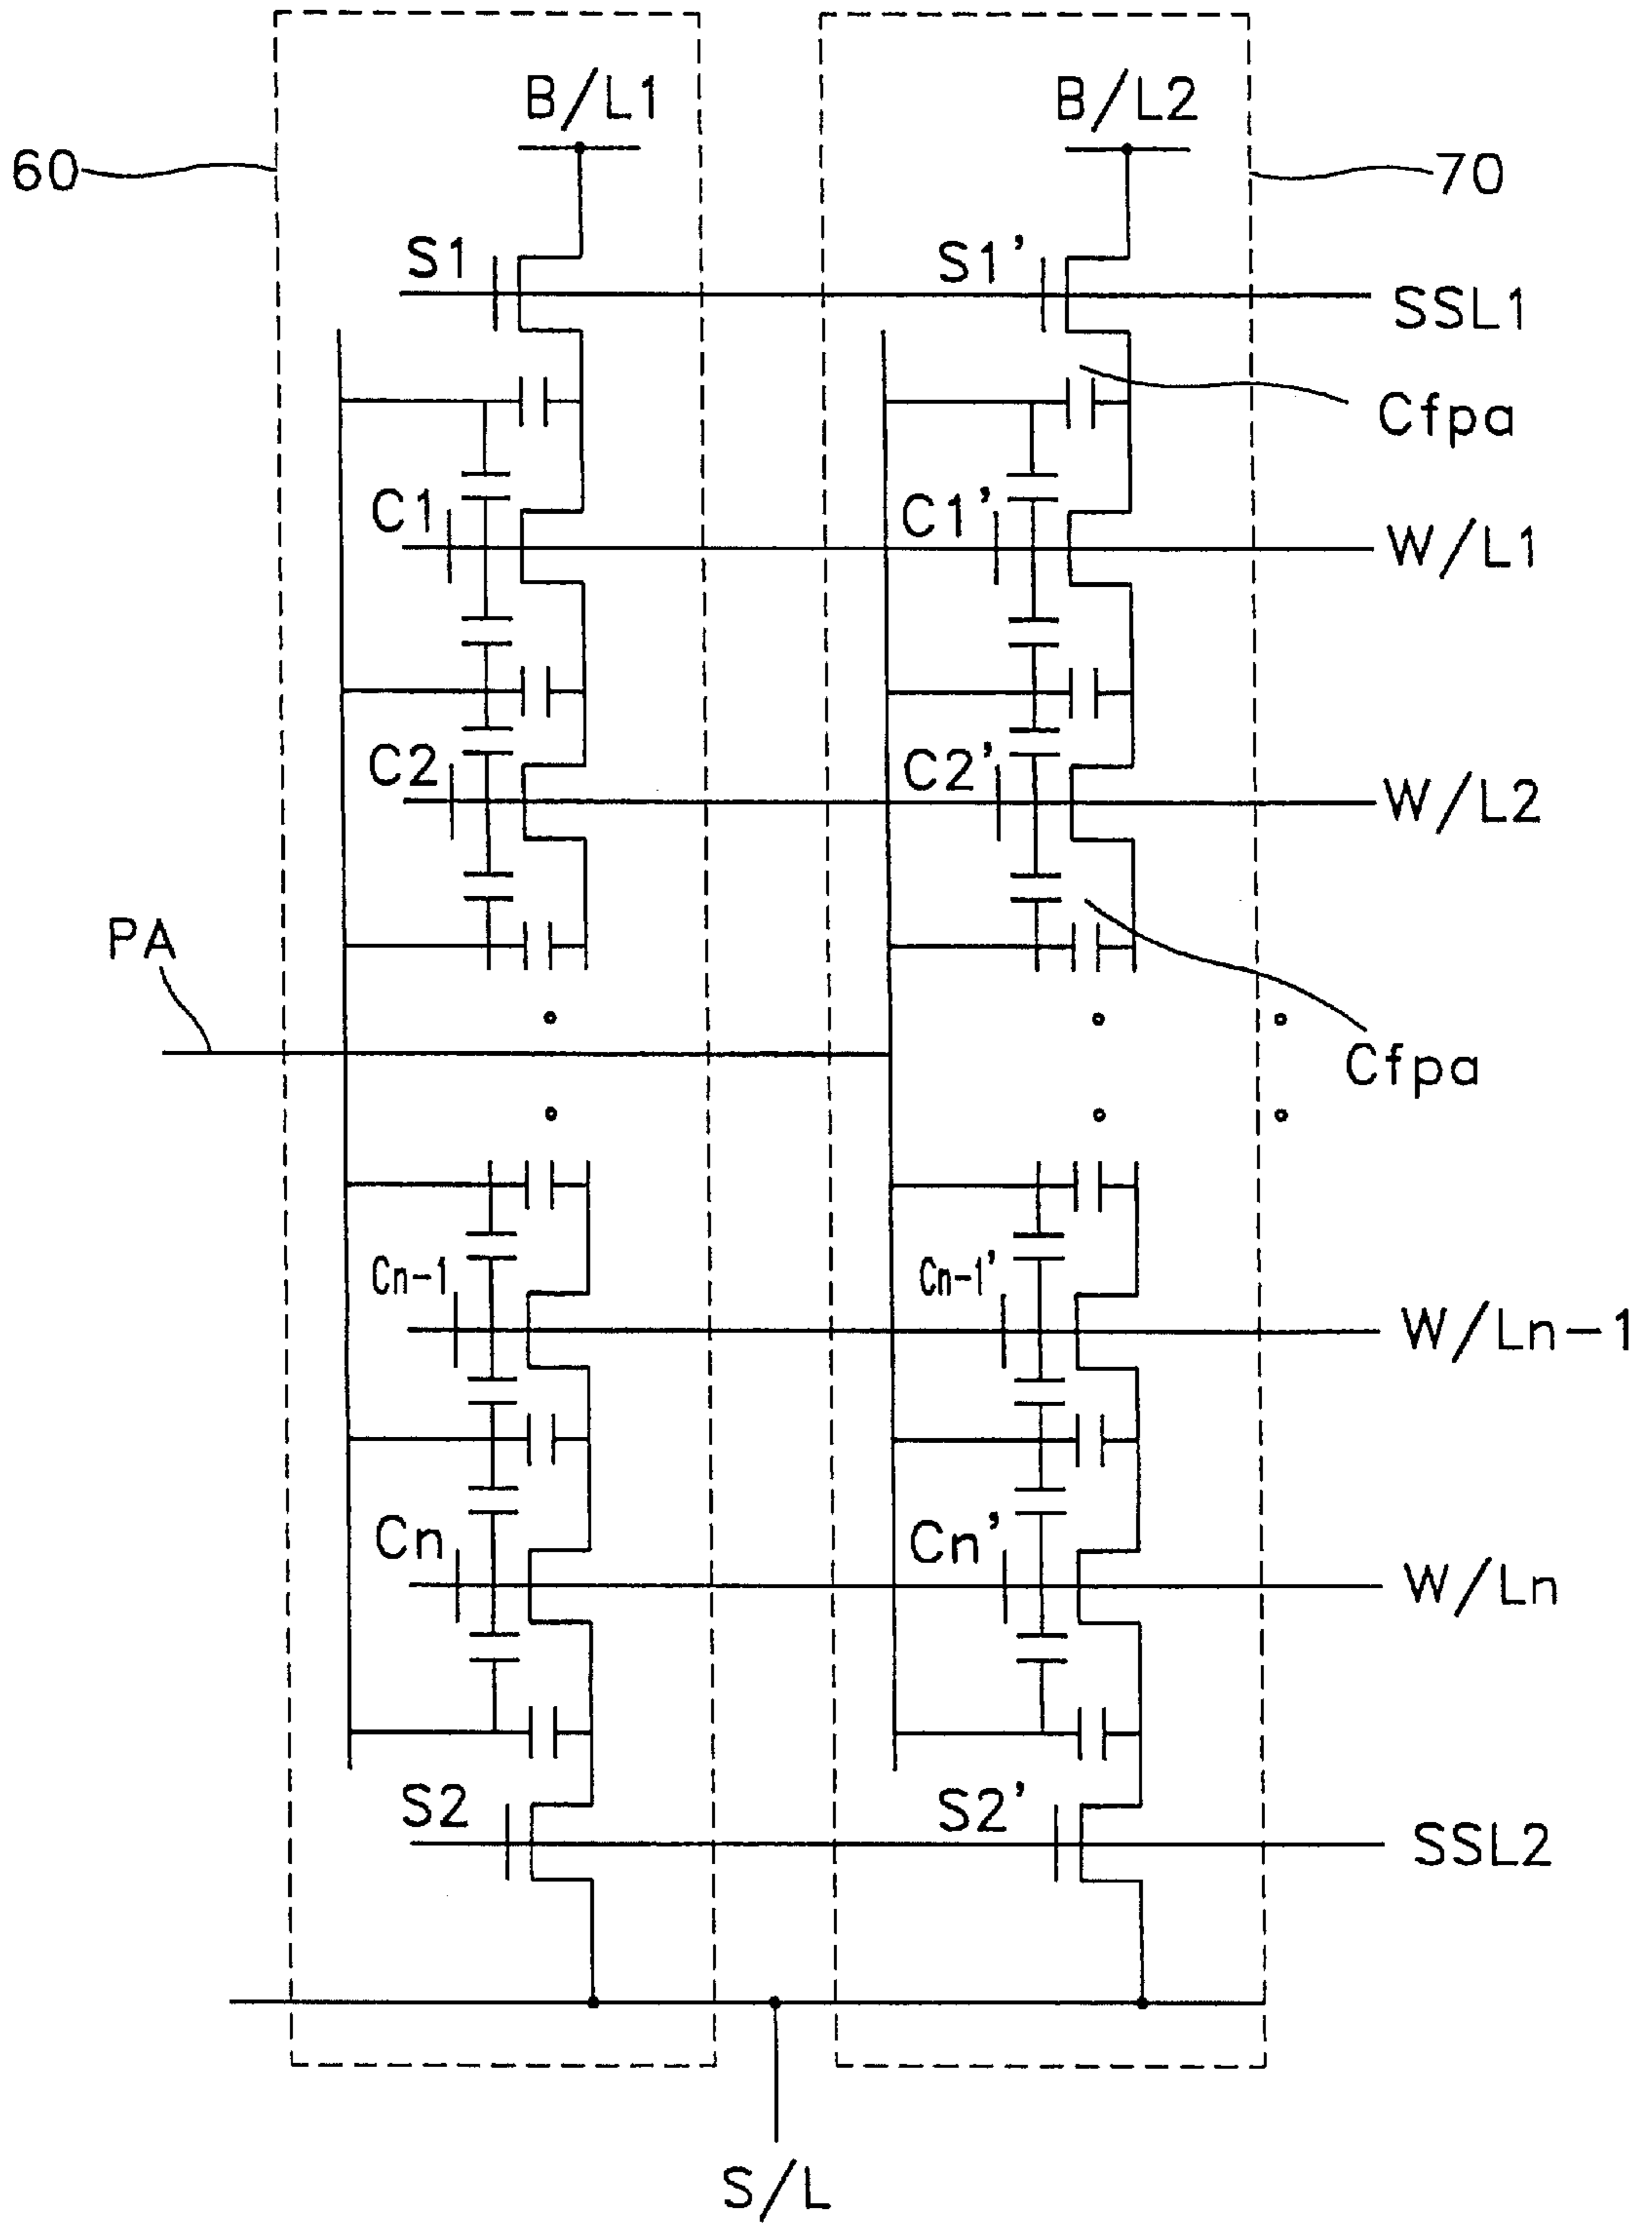 B/L1
B/L2
60
70
S1
S1'
SSL1
Cfpa
C1
C1'
W/L1
C2
C2'
W/L2
PA
Cfpa
Cn-1
Cn-1'
W/Ln-1
Cn
Cn'
W/Ln
S2
S2'
SSL2
S/L